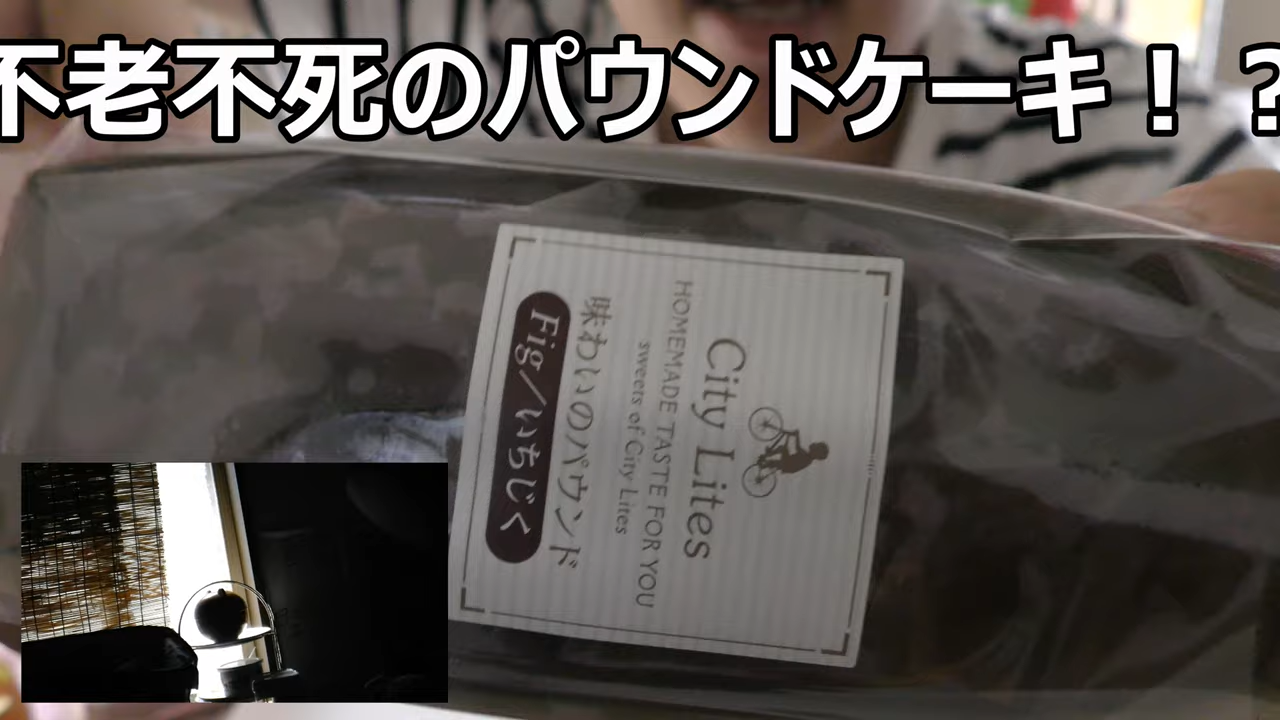 不老不死のパウンドケーキ！？
City Lites
HOMEMADE TASTE FOR YOU
sweets of City Lites
味わいのパウンド
Fig/いちじく